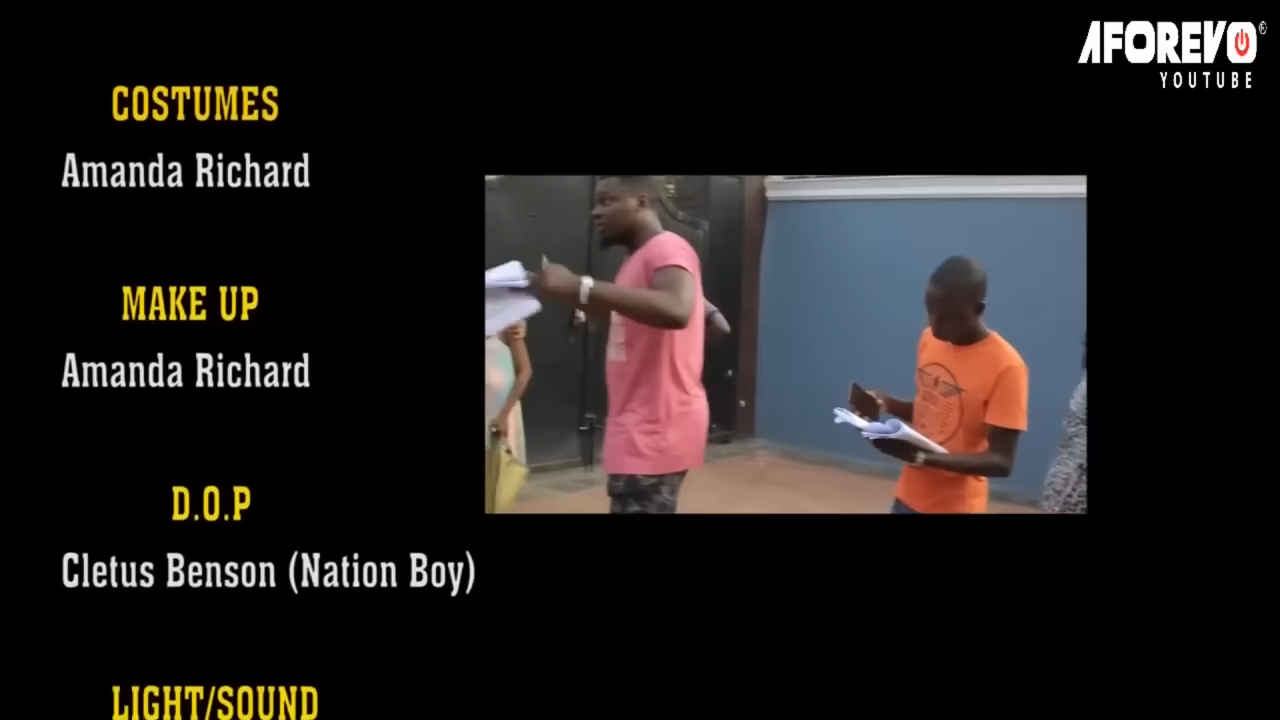 AFOREVO®
YOUTUBE
COSTUMES
Amanda Richard
MAKE UP
Amanda Richard
D.O.P
Cletus Benson (Nation Boy)
LIGHT/SOUND